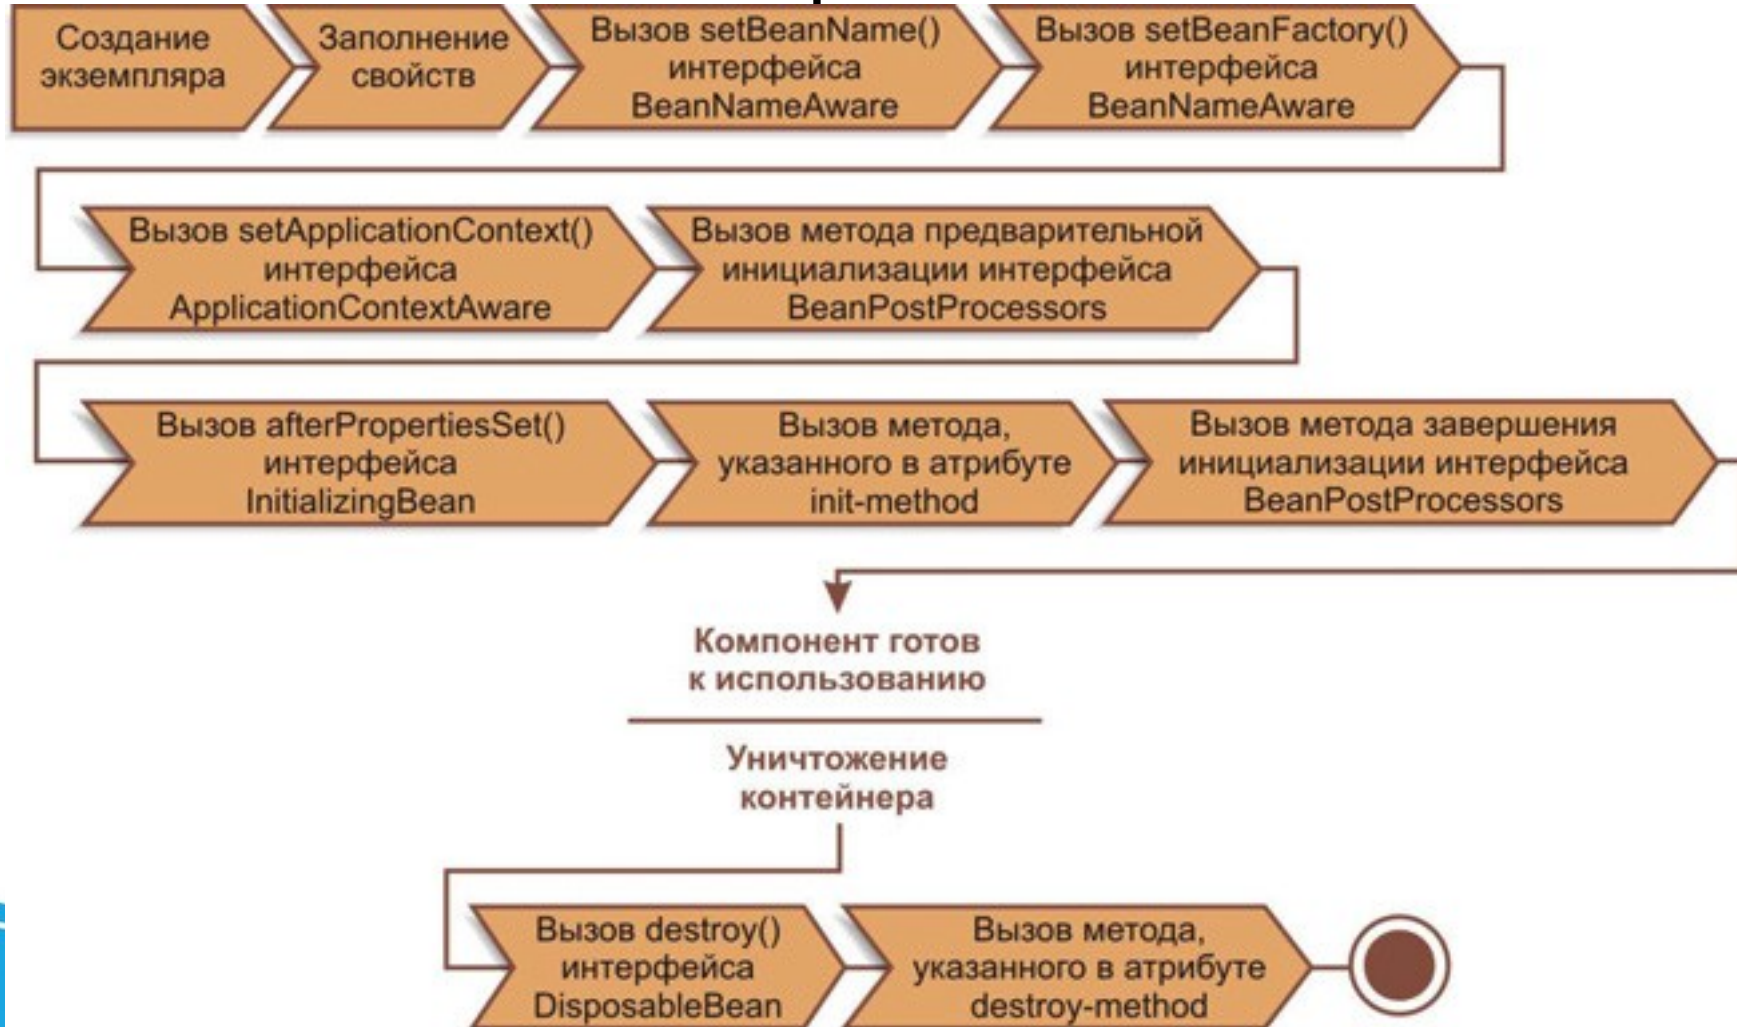 Создание
экземпляра
Заполнение
свойств
Вызов setBeanName()
интерфейса
BeanNameAware
Вызов setBeanFactory()
интерфейса
BeanNameAware
Вызов setApplicationContext()
интерфейса
ApplicationContextAware
Вызов метода предварительной
инициализации интерфейса
BeanPostProcessors
Вызов afterPropertiesSet()
интерфейса
InitializingBean
Вызов метода,
указанного в атрибуте
init-method
Вызов метода завершения
инициализации интерфейса
BeanPostProcessors
Компонент готов
к использованию
Уничтожение
контейнера
Вызов destroy()
интерфейса
DisposableBean
Вызов метода,
указанного в атрибуте
destroy-method